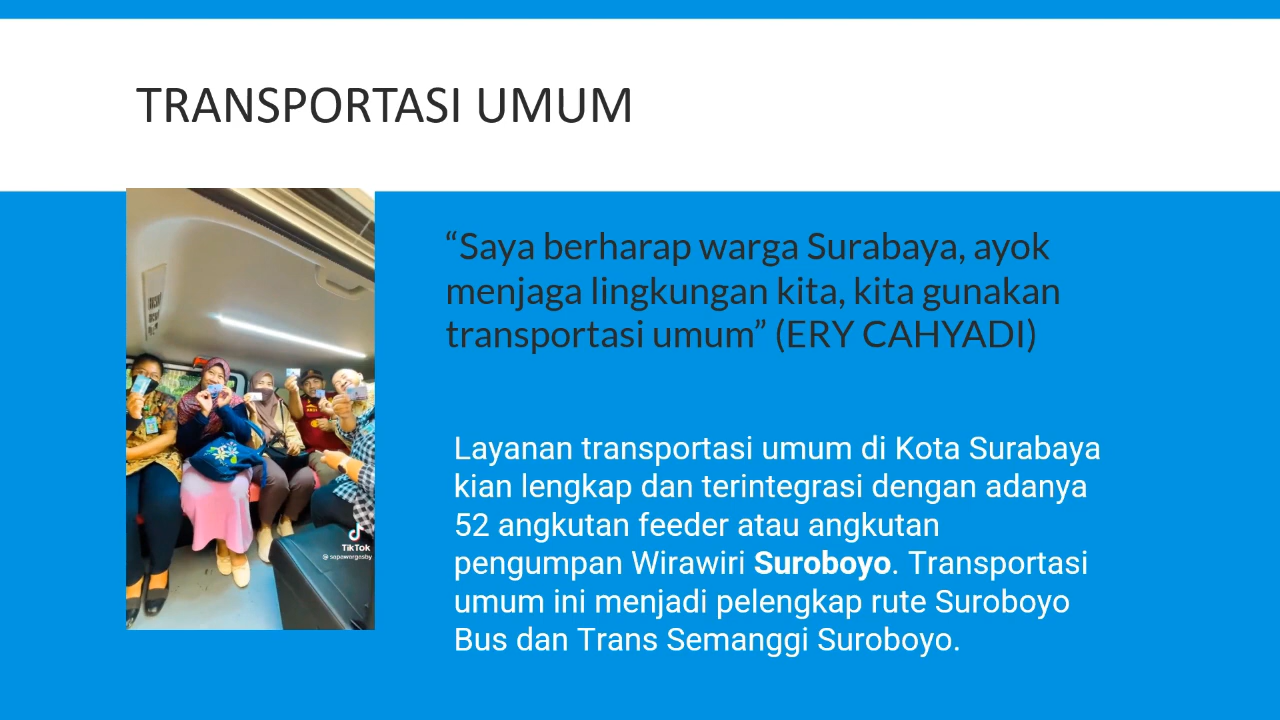 TRANSPORTASI UMUM
“Saya berharap warga Surabaya, ayok
menjaga lingkungan kita, kita gunakan
transportasi umum” (ERY CAHYADI)
Layanan transportasi umum di Kota Surabaya
kian lengkap dan terintegrasi dengan adanya
52 angkutan feeder atau angkutan
pengumpan Wirawiri Suroboyo. Transportasi
umum ini menjadi pelengkap rute Suroboyo
Bus dan Trans Semanggi Suroboyo.
TikTok
@sapawargasby